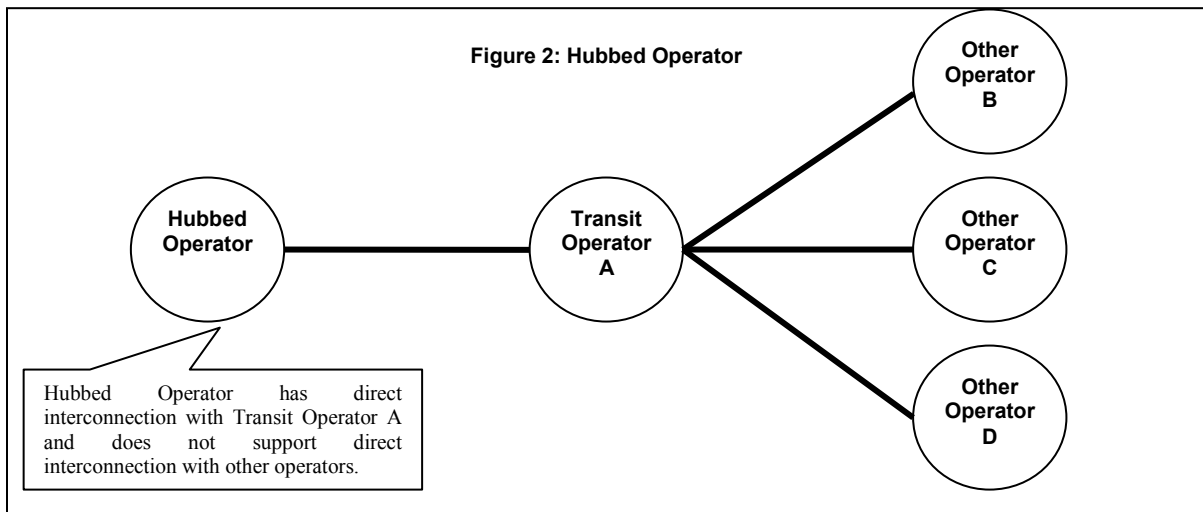 Figure 2: Hubbed Operator
Other
Operator
B
Hubbed
Operator
Transit
Operator
A
Other
Operator
C
Other
Operator
D
Hubbed Operator has direct
interconnection with Transit Operator A
and does not support direct
interconnection with other operators.